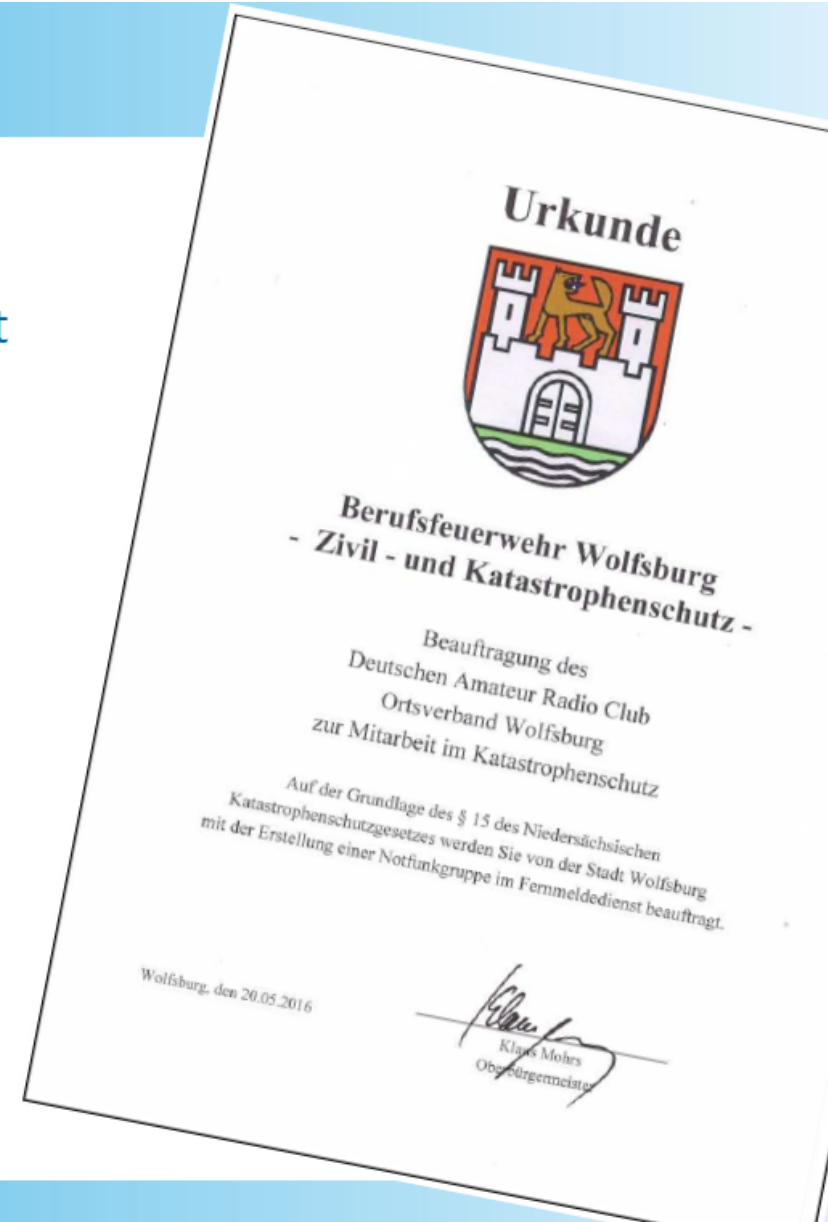 t
Urkunde
Berufsfeuerwehr Wolfsburg
- Zivil - und Katastrophenschutz -
Beauftragung des
Deutschen Amateur Radio Club
Ortsverband Wolfsburg
zur Mitarbeit im Katastrophenschutz
Auf der Grundlage des § 15 des Niedersächsischen
Katastrophenschutzgesetzes werden Sie von der Stadt Wolfsburg
mit der Erstellung einer Notfunkgruppe im Fernmeldedienst beauftragt.
Wolfsburg, den 20.05.2016
Klaus Mohrs
Oberbürgermeister